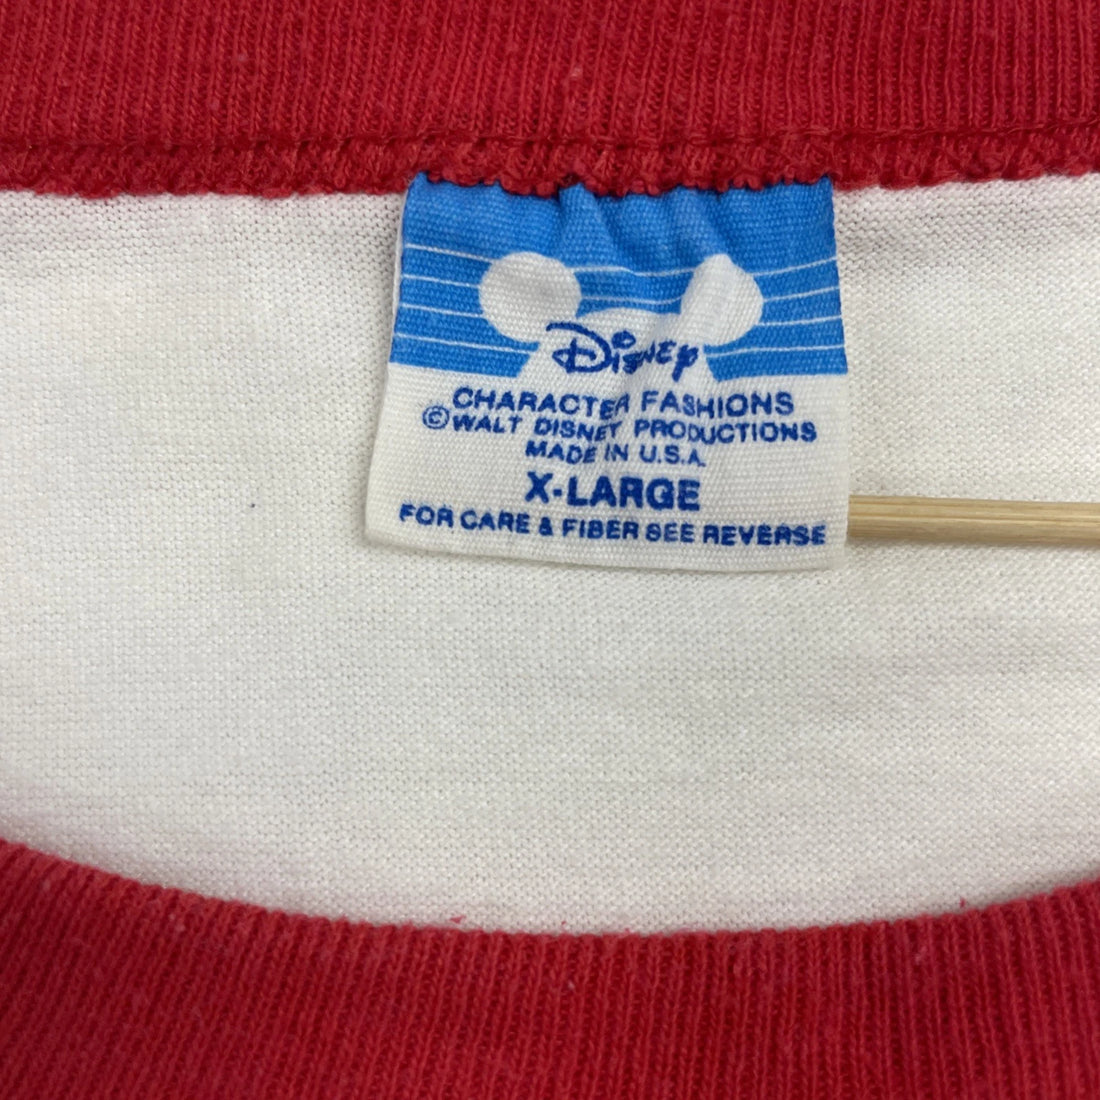 Disney
CHARACTER FASHIONS
©WALT DISNEY PRODUCTIONS
MADE IN U.S.A.
X-LARGE
FOR CARE & FIBER SEE REVERSE